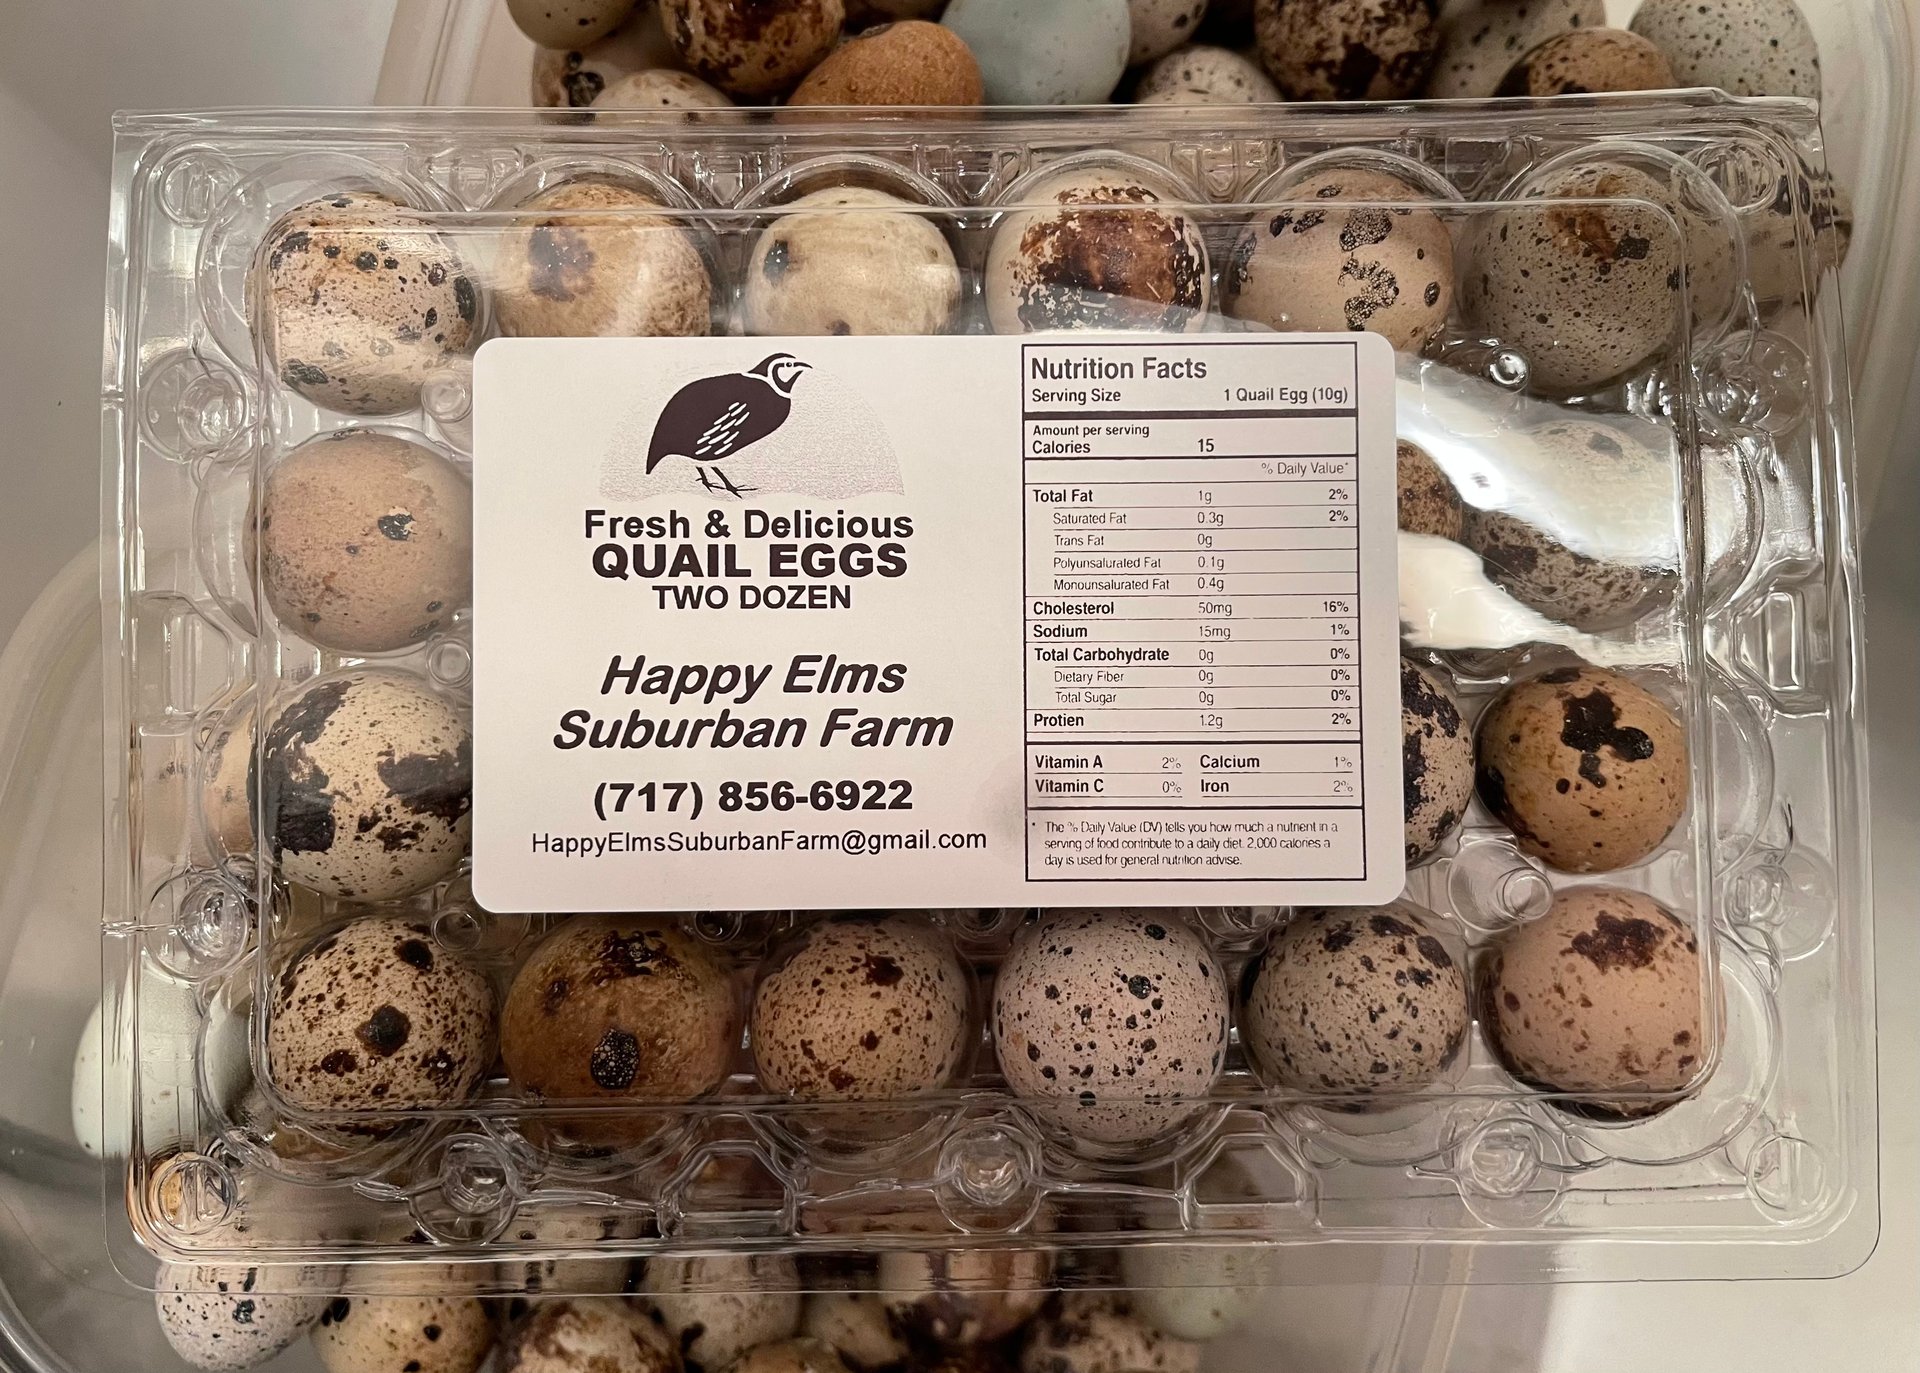 Fresh & Delicious
QUAIL EGGS
TWO DOZEN
Happy Elms
Suburban Farm
(717) 856-6922
HappyElmsSuburbanFarm@gmail.com
Nutrition Facts
Serving Size 1 Quail Egg (10g)
Amount per serving
Calories 15
% Daily Value*
Total Fat 1g 2%
Saturated Fat 0.3g 2%
Trans Fat 0g
Polyunsalurated Fat 0.1g
Monounsalurated Fat 0.4g
Cholesterol 50mg 16%
Sodium 15mg 1%
Total Carbohydrate 0g 0%
Dietary Fiber 0g 0%
Total Sugar 0g 0%
Protien 1.2g 2%
Vitamin A 2% Calcium 1%
Vitamin C 0% Iron 2%
* The % Daily Value (DV) tells you how much a nutrient in a
serving of food contribute to a daily diet. 2,000 calories a
day is used for general nutrition advise.